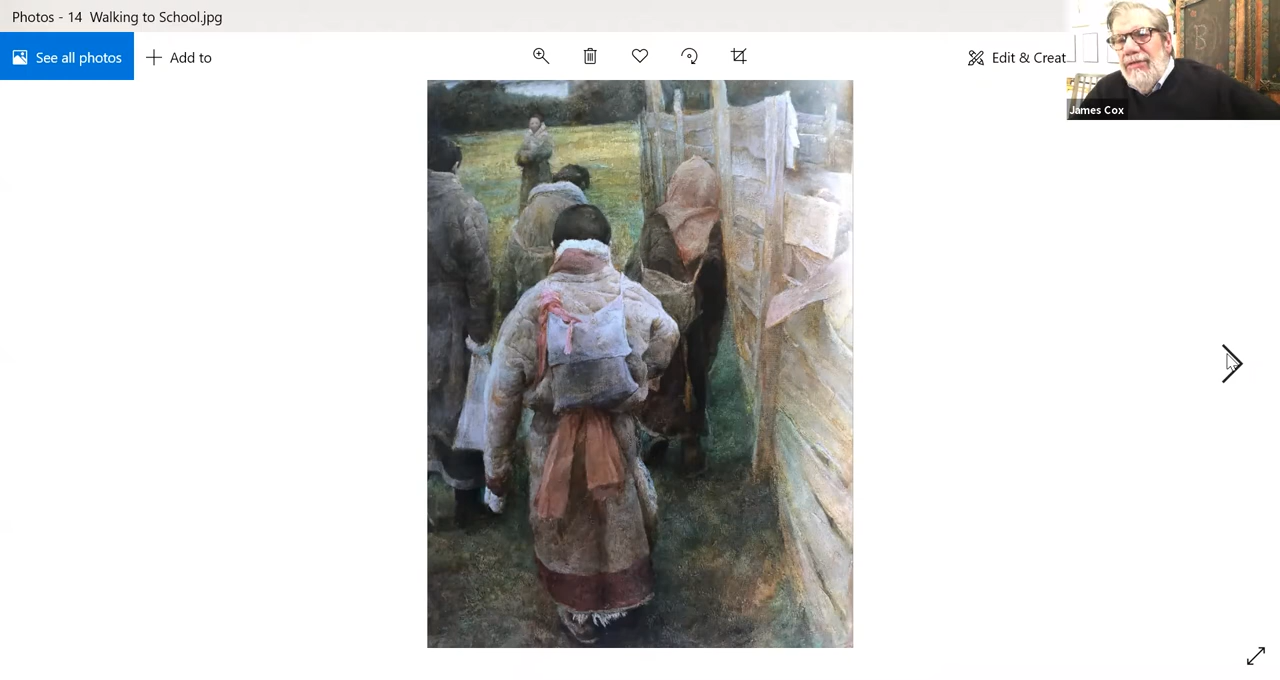 Photos - 14  Walking to School.jpg
See all photos
Add to
Edit & Creat
James Cox
B